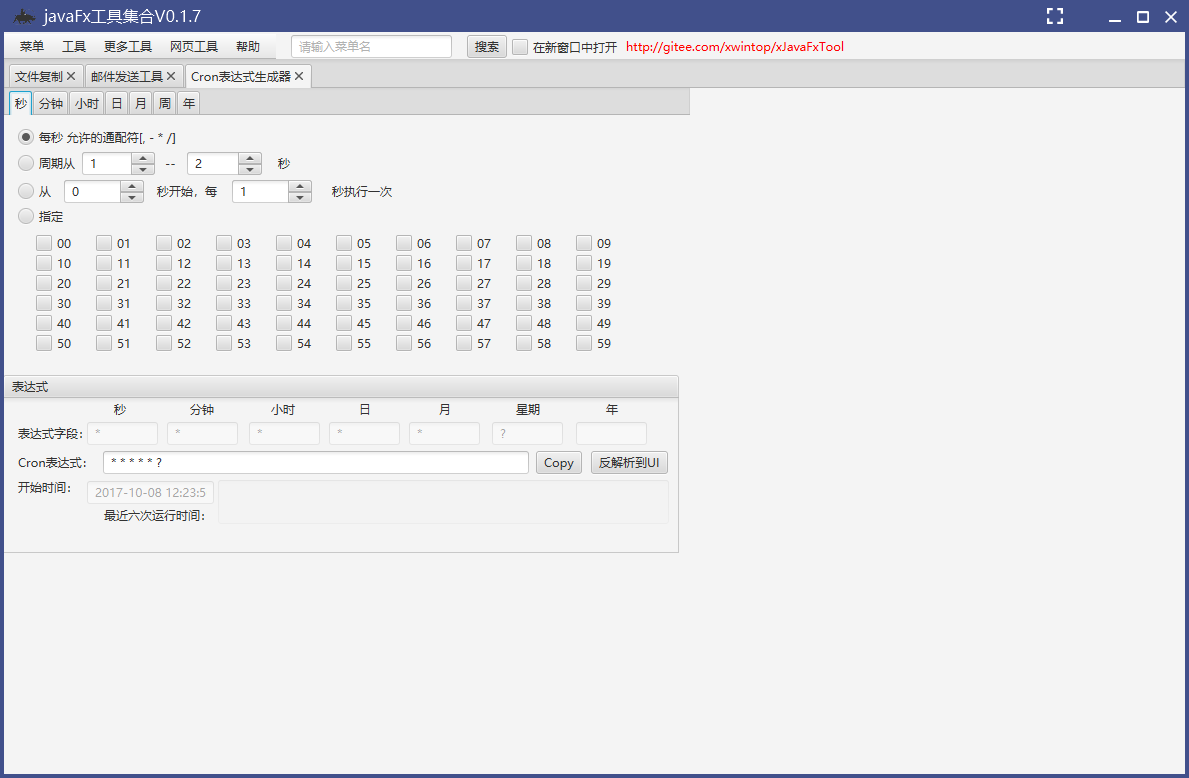 javaFx工具集合V0.1.7
菜单 工具 更多工具 网页工具 帮助 请输入菜单名 搜索 在新窗口中打开 http://gitee.com/xwintop/xJavaFxTool
文件复制 邮件发送工具 Cron表达式生成器
秒 分钟 小时 日 月 周 年
每秒 允许的通配符[, - * /]
周期从 1 -- 2 秒
从 0 秒开始，每 1 秒执行一次
指定
00 01 02 03 04 05 06 07 08 09
10 11 12 13 14 15 16 17 18 19
20 21 22 23 24 25 26 27 28 29
30 31 32 33 34 35 36 37 38 39
40 41 42 43 44 45 46 47 48 49
50 51 52 53 54 55 56 57 58 59
表达式
秒 分钟 小时 日 月 星期 年
表达式字段: * * * * * ?
Cron表达式: * * * * * ? Copy 反解析到UI
开始时间: 2017-10-08 12:23:5
最近六次运行时间: